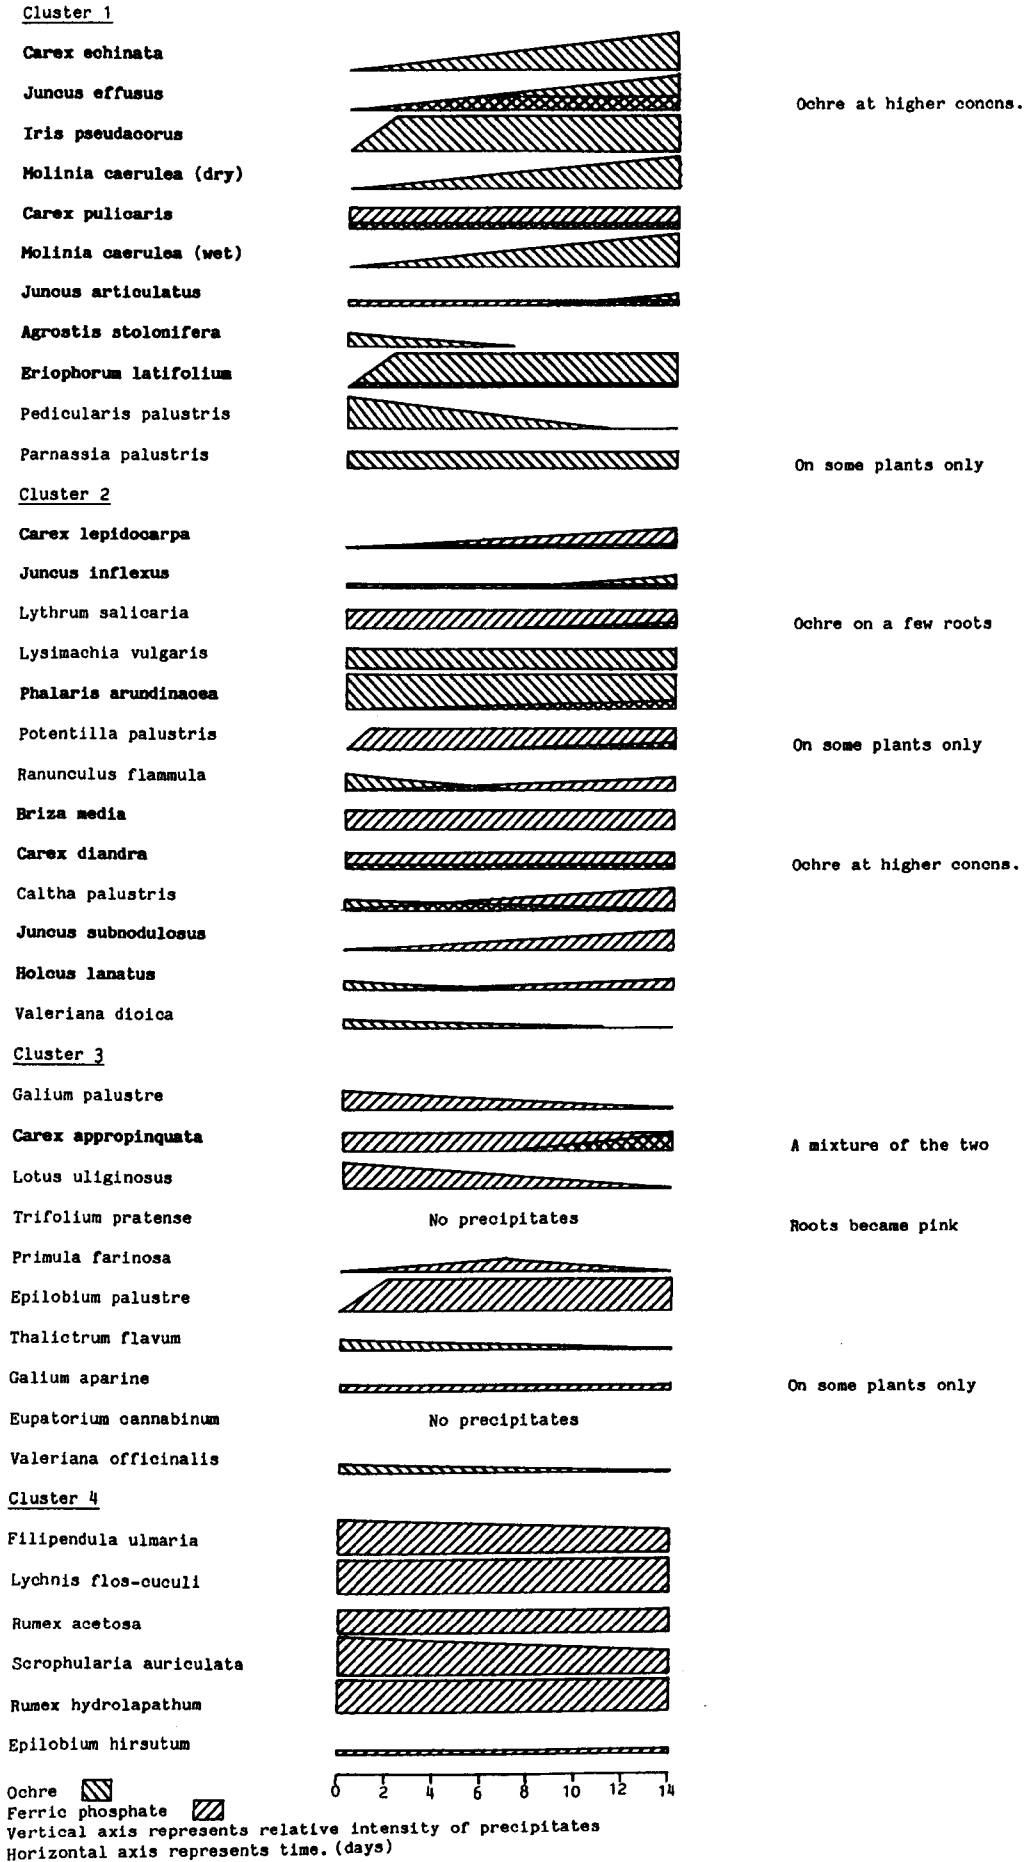 Cluster 1
Carex echinata
Juncus effusus
Ochre at higher concns.
Iris pseudacorus
Molinia caerulea (dry)
Carex pulicaris
Molinia caerulea (wet)
Juncus articulatus
Agrostis stolonifera
Eriophorum latifolium
Pedicularis palustris
Parnassia palustris
On some plants only
Cluster 2
Carex lepidocarpa
Juncus inflexus
Lythrum salicaria
Ochre on a few roots
Lysimachia vulgaris
Phalaris arundinacea
Potentilla palustris
On some plants only
Ranunculus flammula
Briza media
Carex diandra
Ochre at higher concns.
Caltha palustris
Juncus subnodulosus
Holcus lanatus
Valeriana dioica
Cluster 3
Galium palustre
Carex appropinquata
A mixture of the two
Lotus uliginosus
Trifolium pratense No precipitates
Roots became pink
Primula farinosa
Epilobium palustre
Thalictrum flavum
Galium aparine
On some plants only
Eupatorium cannabinum No precipitates
Valeriana officinalis
Cluster 4
Filipendula ulmaria
Lychnis flos-cuculi
Rumex acetosa
Scrophularia auriculata
Rumex hydrolapathum
Epilobium hirsutum
0 2 4 6 8 10 12 14
Ochre
Ferric phosphate
Vertical axis represents relative intensity of precipitates
Horizontal axis represents time. (days)